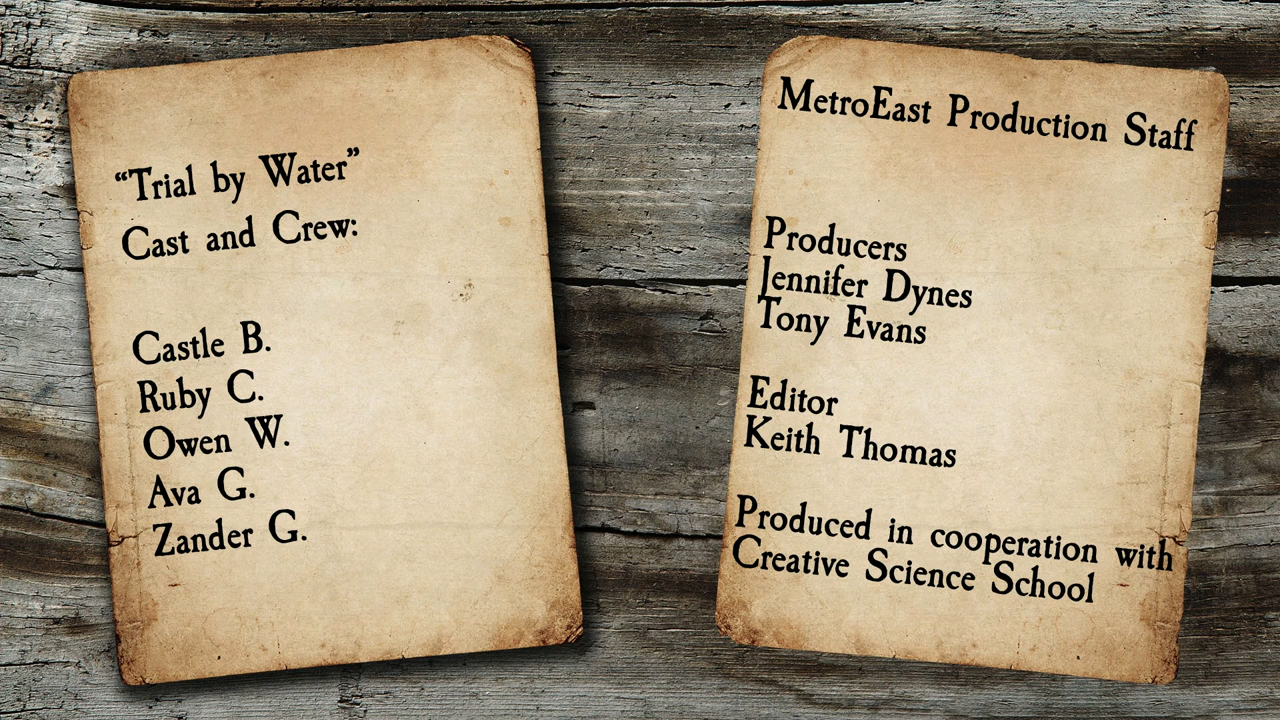 “Trial by Water”
Cast and Crew:
Castle B.
Ruby C.
Owen W.
Ava G.
Zander G.
MetroEast Production Staff
Producers
Jennifer Dynes
Tony Evans
Editor
Keith Thomas
Produced in cooperation with
Creative Science School